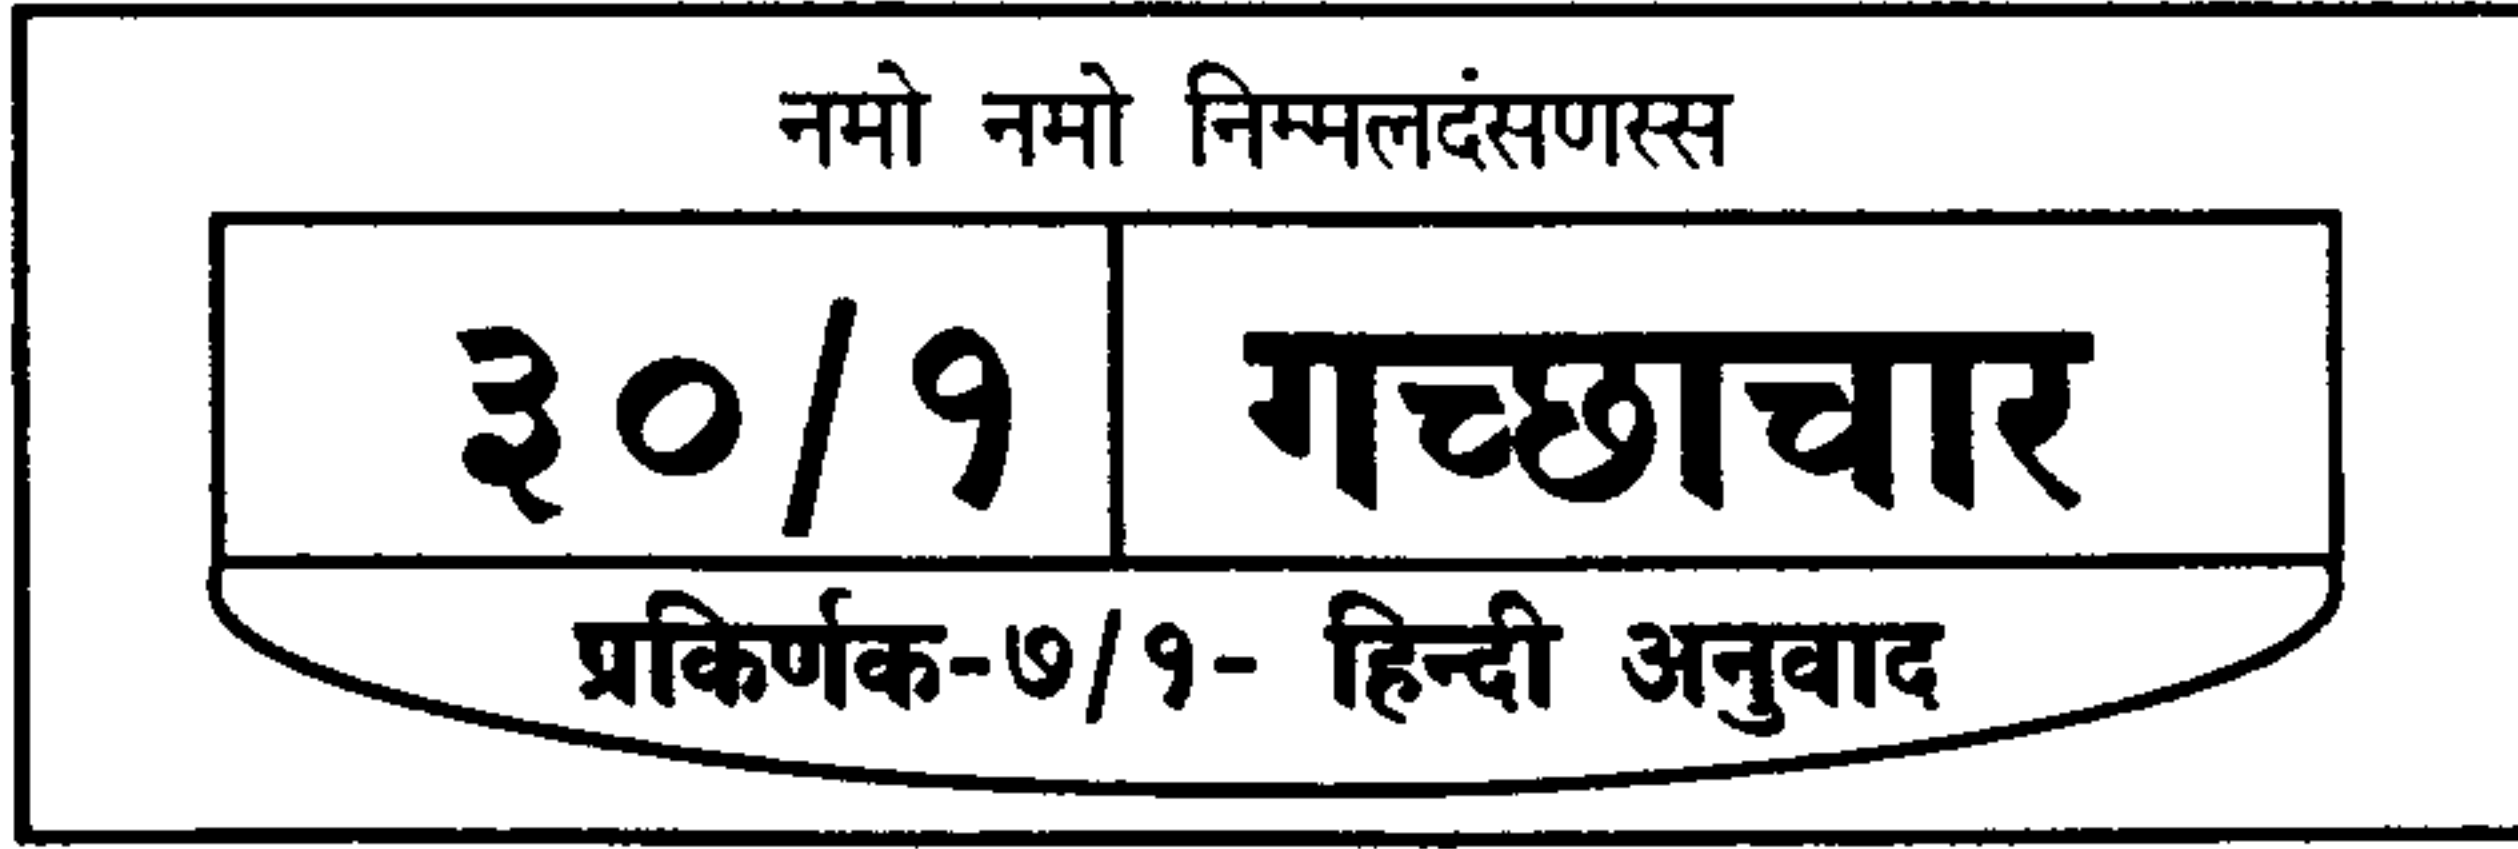 नमो नमो निम्मलदंसणस्स
३०/१ गच्छाचार
प्रकिर्णक-७/१- हिन्दी अनुवाद